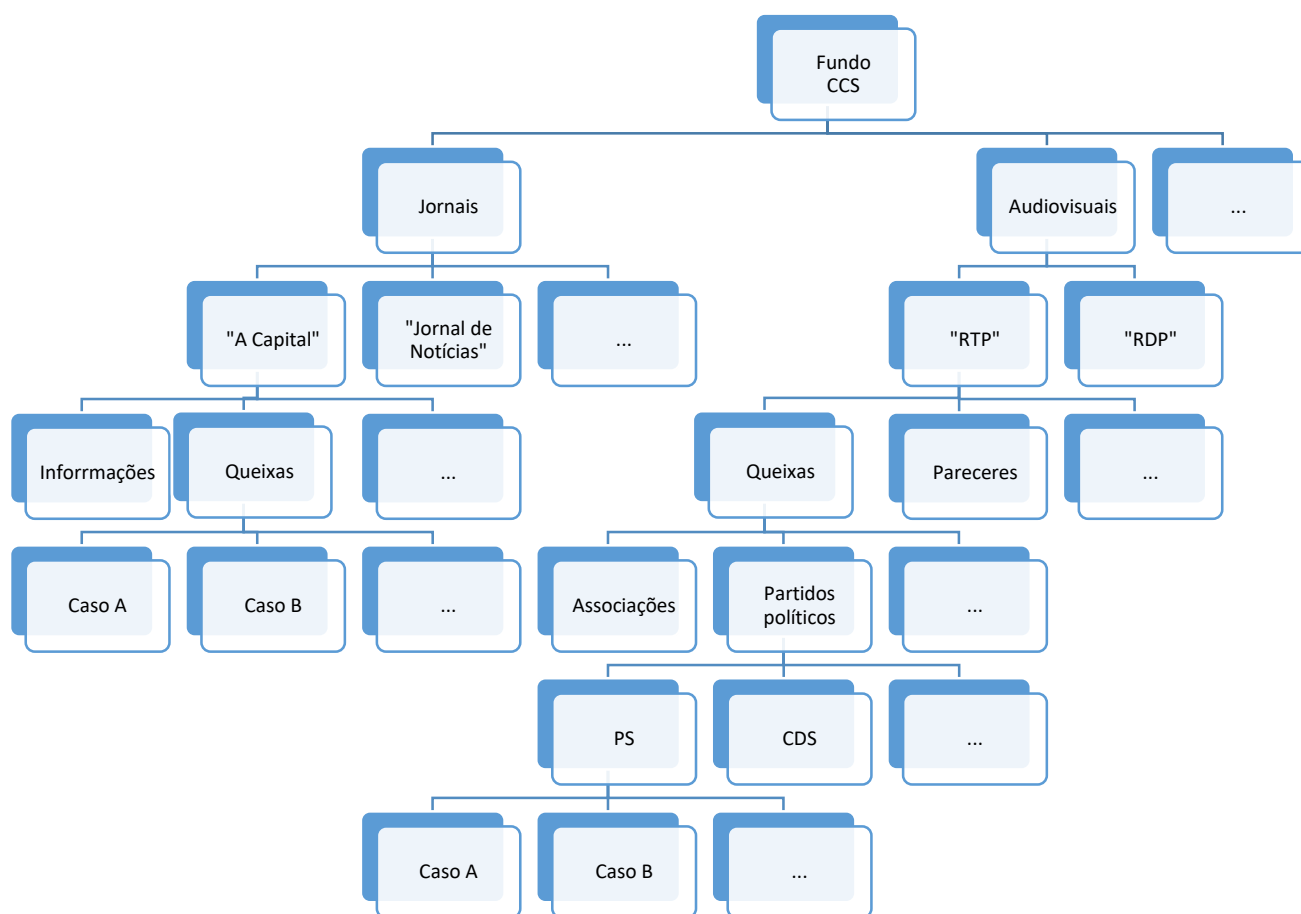 Fundo
CCS
Jornais
Audiovisuais
...
"A Capital"
"Jornal de
Notícias"
...
"RTP"
"RDP"
Inforrmações
Queixas
...
Queixas
Pareceres
...
Caso A
Caso B
...
Associações
Partidos
políticos
...
PS
CDS
...
Caso A
Caso B
...